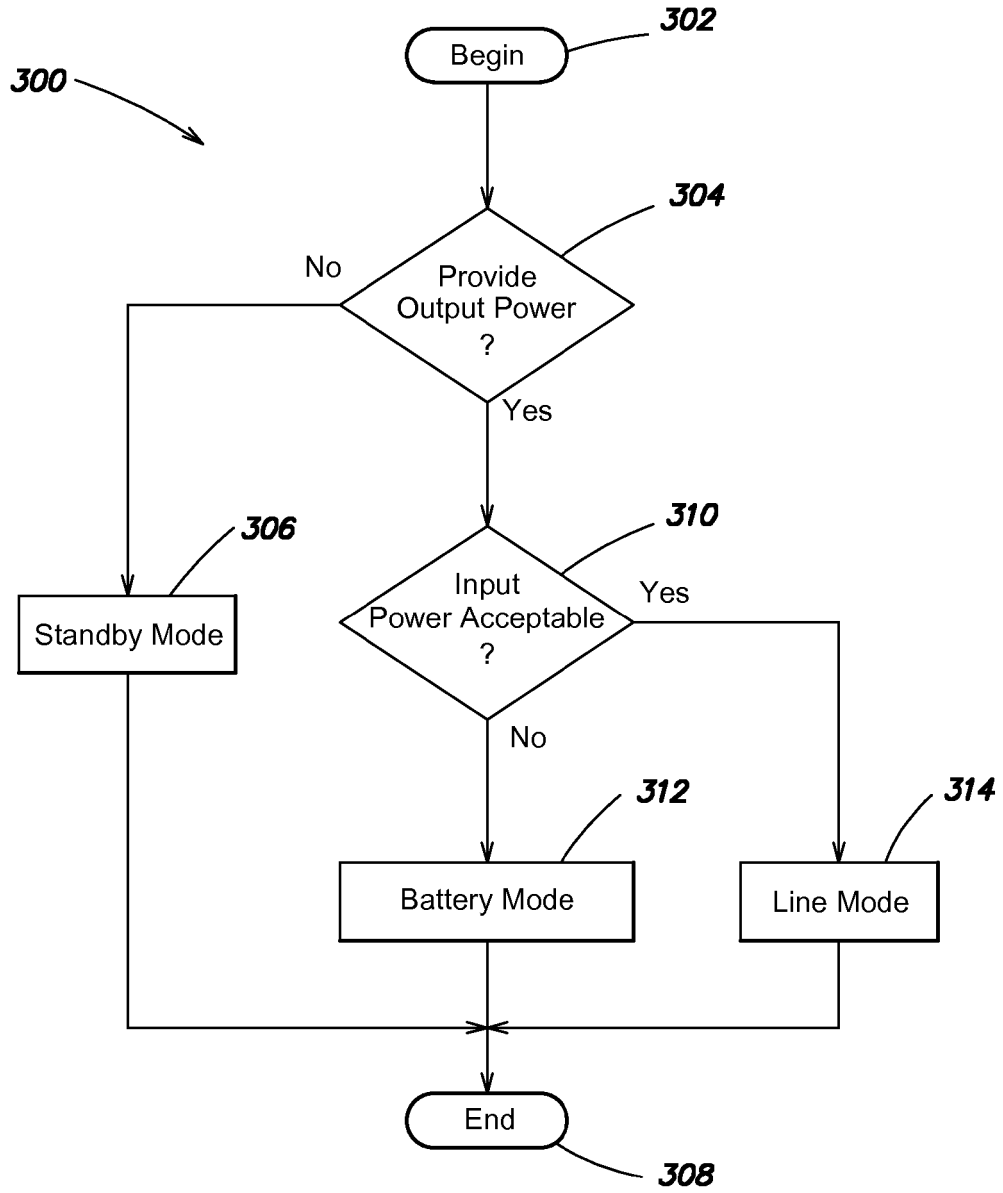 302
Begin
300
304
No
Provide
Output Power
?
Yes
306
310
Input
Power Acceptable
?
Yes
Standby Mode
No
312
314
Battery Mode
Line Mode
End
308